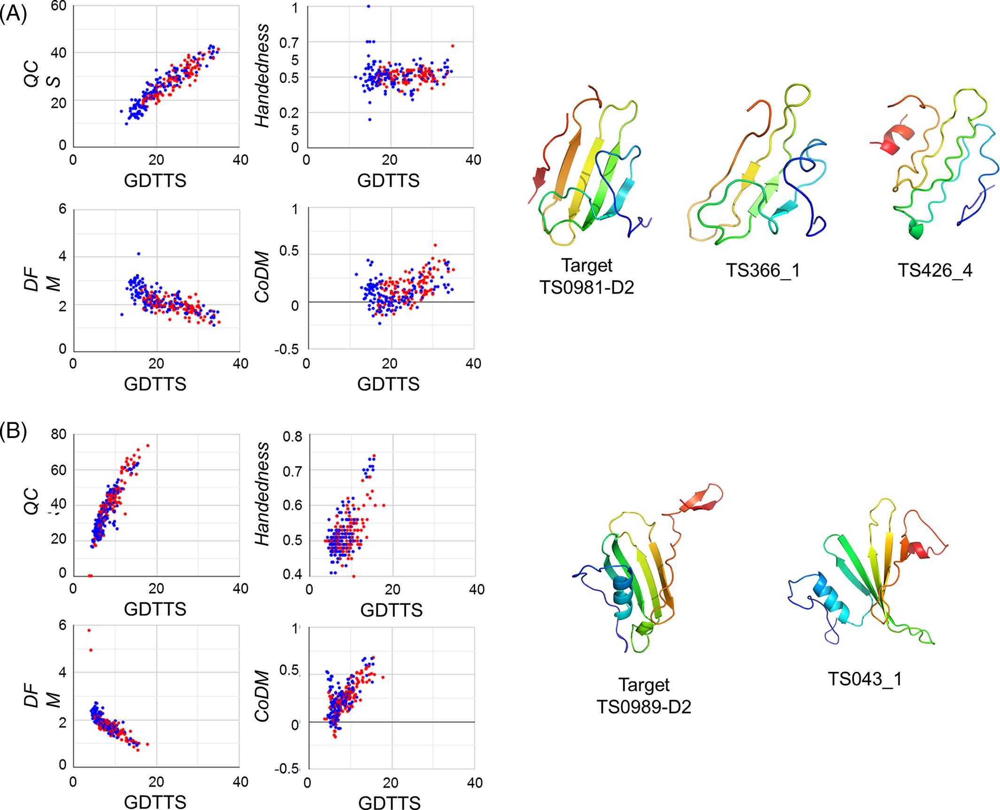 (A)
60
40
20
0
QC
S
0 20 40
GDTTS
1
0.7
5
0.5
0.2
5
0
Handedness
0 20 40
GDTTS
6
4
2
0
DF
M
0 20 40
GDTTS
1
0.5
0
-0.5
CoDM
0 20 40
GDTTS
Target
TS0981-D2
TS366_1
TS426_4
(B)
80
60
40
20
0
QC
0 20 40
GDTTS
0.8
0.7
0.6
0.5
0.4
Handedness
0 20 40
GDTTS
6
4
2
0
DF
M
0 20 40
GDTTS
1
0.5
0
-0.5
CoDM
0 20 40
GDTTS
Target
TS0989-D2
TS043_1